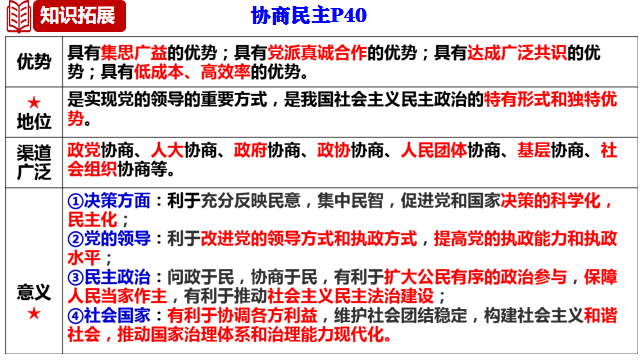 知识拓展
协商民主P40
优势
具有集思广益的优势；具有党派真诚合作的优势；具有达成广泛共识的优
势；具有低成本、高效率的优势。
★
地位
是实现党的领导的重要方式，是我国社会主义民主政治的特有形式和独特优
势。
渠道
广泛
政党协商、人大协商、政府协商、政协协商、人民团体协商、基层协商、社
会组织协商等。
意义
★
①决策方面：利于充分反映民意，集中民智，促进党和国家决策的科学化，
民主化；
②党的领导：利于改进党的领导方式和执政方式，提高党的执政能力和执政
水平；
③民主政治：问政于民，协商于民，有利于扩大公民有序的政治参与，保障
人民当家作主，有利于推动社会主义民主法治建设；
④社会国家：有利于协调各方利益，维护社会团结稳定，构建社会主义和谐
社会，推动国家治理体系和治理能力现代化。